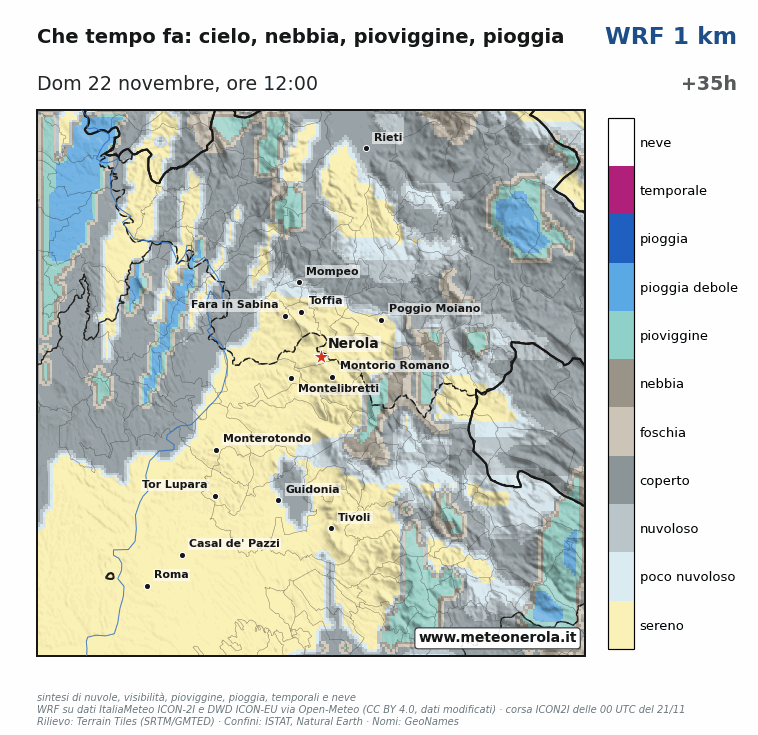 Che tempo fa: cielo, nebbia, pioviggine, pioggia
WRF 1 km
Dom 22 novembre, ore 12:00
+35h
Rieti
Mompeo
Toffia
Fara in Sabina
Poggio Moiano
Nerola
Montorio Romano
Montelibretti
Monterotondo
Tor Lupara
Guidonia
Tivoli
Casal de' Pazzi
Roma
www.meteonerola.it
neve
temporale
pioggia
pioggia debole
pioviggine
nebbia
foschia
coperto
nuvoloso
poco nuvoloso
sereno
sintesi di nuvole, visibilità, pioviggine, pioggia, temporali e neve
WRF su dati ItaliaMeteo ICON-2I e DWD ICON-EU via Open-Meteo (CC BY 4.0, dati modificati) · corsa ICON2I delle 00 UTC del 21/11
Rilievo: Terrain Tiles (SRTM/GMTED) · Confini: ISTAT, Natural Earth · Nomi: GeoNames